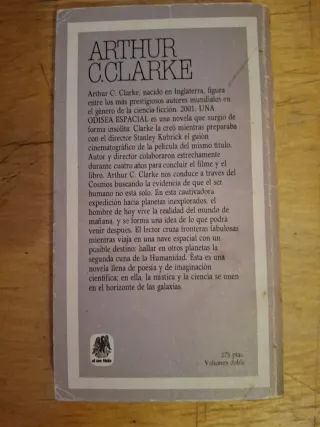 ARTHUR
C. CLARKE
Arthur C. Clarke, nacido en Inglaterra, figura
entre los más prestigiosos autores mundiales en
el género de la ciencia ficción. 2001. UNA
ODISEA ESPACIAL es una novela que surgió de
forma insólita: Clarke la creó mientras preparaba
con el director Stanley Kubrick el guión
cinematográfico de la película del mismo título.
Autor y director colaboraron estrechamente
durante cuatro años para concluir el filme y el
libro. Arthur C. Clarke nos conduce a través del
Cosmos buscando la evidencia de que el ser
humano no está solo. En esta cautivadora
expedición hacia planetas inexplorados, el
hombre de hoy vive la realidad del mundo de
mañana, y se forma una idea de lo que podrá
venir después. El lector cruza fronteras fabulosas
mientras viaja en una nave espacial con un
posible destino: hallar en otros planetas la
segunda cuna de la Humanidad. Ésta es una
novela llena de poesía y de imaginación
científica; en ella, la mística y la ciencia se unen
en el horizonte de las galaxias.
el ave fénix
275 ptas.
Volumen doble